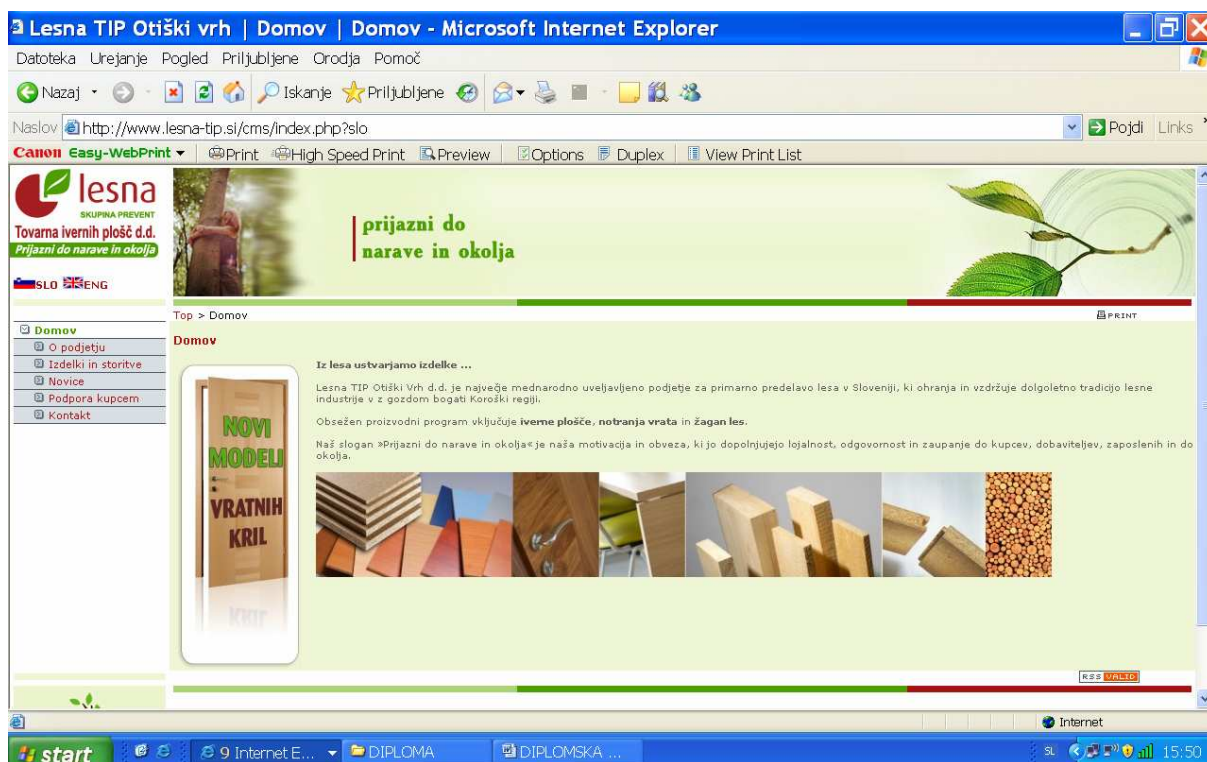 Lesna TIP Otiški vrh | Domov | Domov - Microsoft Internet Explorer
Datoteka Urejanje Pogled Priljubljene Orodja Pomoč
Nazaj Iskanje Priljubljene
Naslov http://www.lesna-tip.si/cms/index.php?slo Pojdi Links
Canon Easy-WebPrint Print High Speed Print Preview Options Duplex View Print List
lesna
SKUPINA PREVENT
Tovarna ivernih plošč d.d.
Prijazni do narave in okolja
SLO ENG
prijazni do
narave in okolja
Top > Domov PRINT
Domov
O podjetju
Izdelki in storitve
Novice
Podpora kupcem
Kontakt
Domov
NOVI
MODELI
VRATNIH
KRIL
Iz lesa ustvarjamo izdelke ...
Lesna TIP Otiški Vrh d.d. je največje mednarodno uveljavljeno podjetje za primarno predelavo lesa v Sloveniji, ki ohranja in vzdržuje dolgoletno tradicijo lesne
industrije v z gozdom bogati Koroški regiji.
Obsežen proizvodni program vključuje iverne plošče, notranja vrata in žagan les.
Naš slogan »Prijazni do narave in okolja« je naša motivacija in obveza, ki jo dopolnjujejo lojalnost, odgovornost in zaupanje do kupcev, dobaviteljev, zaposlenih in do
okolja.
RSS VALID
Internet
start 9 Internet E... DIPLOMA DIPLOMSKA ... SL 15:50